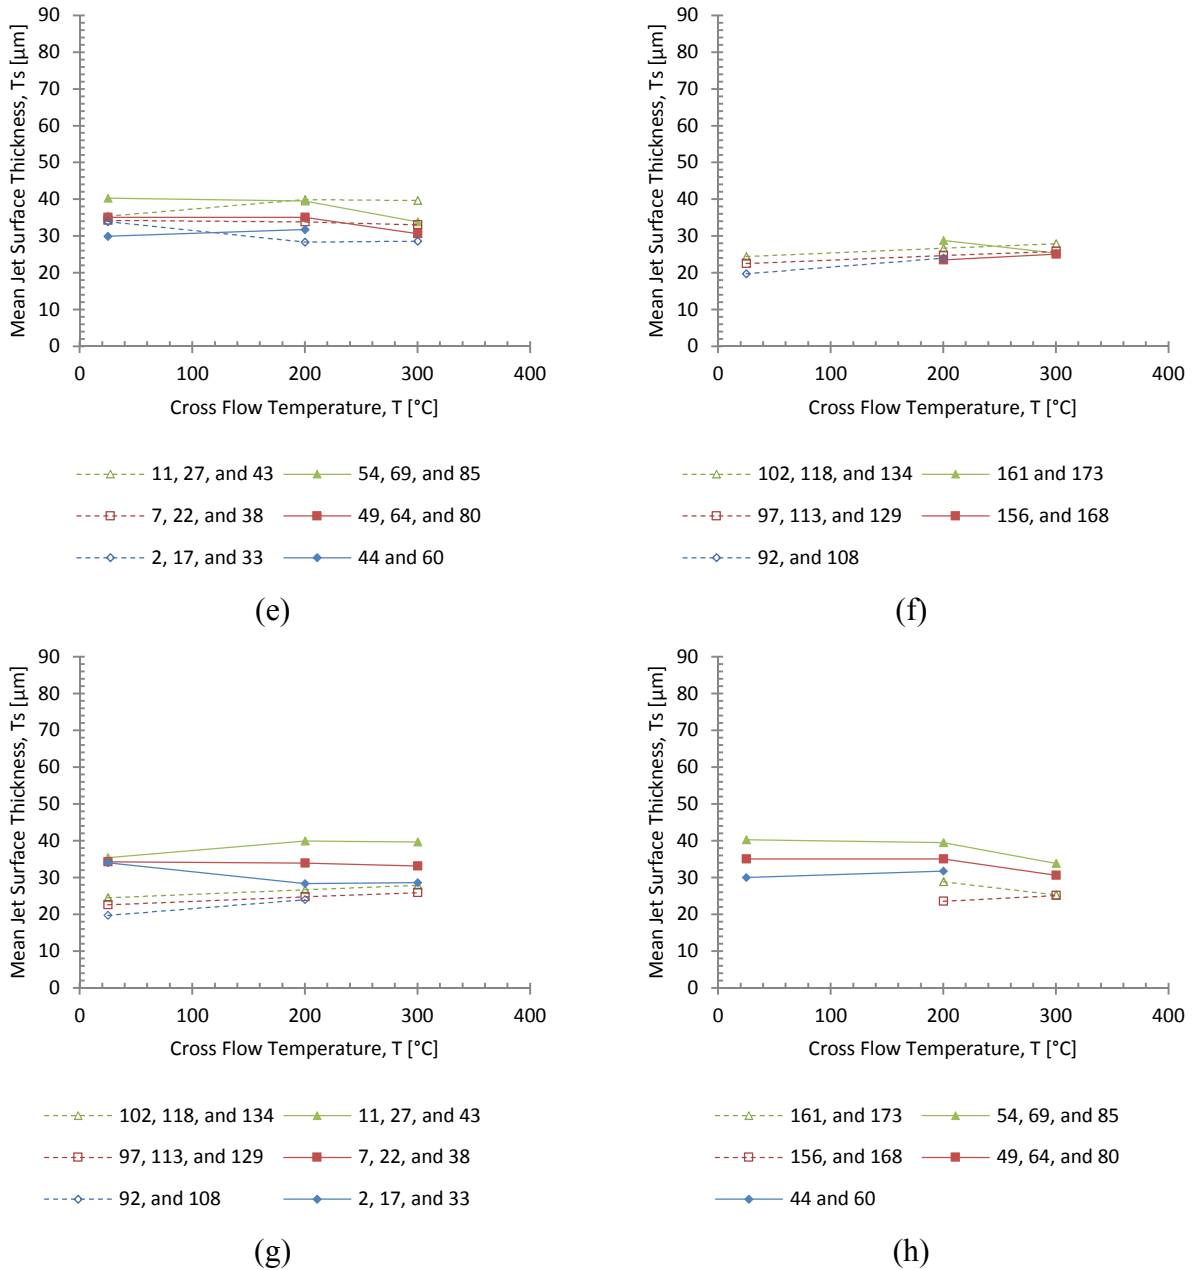 Mean Jet Surface Thickness, Ts [µm]
90
80
70
60
50
40
30
20
10
0
0 100 200 300 400
Cross Flow Temperature, T [°C]
11, 27, and 43 54, 69, and 85
7, 22, and 38 49, 64, and 80
2, 17, and 33 44 and 60
(e)
Mean Jet Surface Thickness, Ts [µm]
90
80
70
60
50
40
30
20
10
0
0 100 200 300 400
Cross Flow Temperature, T [°C]
102, 118, and 134 161 and 173
97, 113, and 129 156, and 168
92, and 108
(f)
Mean Jet Surface Thickness, Ts [µm]
90
80
70
60
50
40
30
20
10
0
0 100 200 300 400
Cross Flow Temperature, T [°C]
102, 118, and 134 11, 27, and 43
97, 113, and 129 7, 22, and 38
92, and 108 2, 17, and 33
(g)
Mean Jet Surface Thickness, Ts [µm]
90
80
70
60
50
40
30
20
10
0
0 100 200 300 400
Cross Flow Temperature, T [°C]
161, and 173 54, 69, and 85
156, and 168 49, 64, and 80
44 and 60
(h)